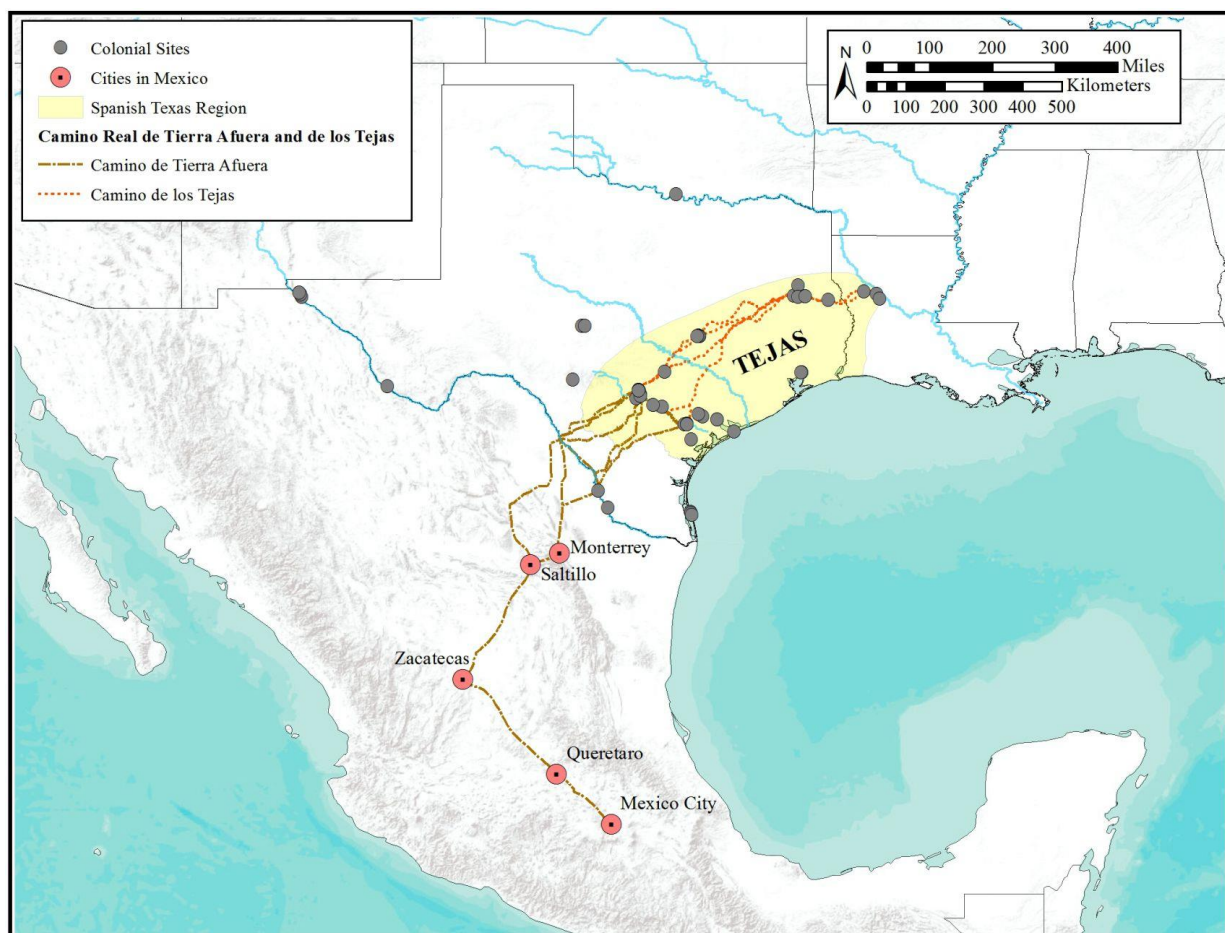 Colonial Sites
Cities in Mexico
Spanish Texas Region
Camino Real de Tierra Afuera and de los Tejas
Camino de Tierra Afuera
Camino de los Tejas
N
0 100 200 300 400
Miles
Kilometers
0 100 200 300 400 500
TEJAS
Monterrey
Saltillo
Zacatecas
Queretaro
Mexico City